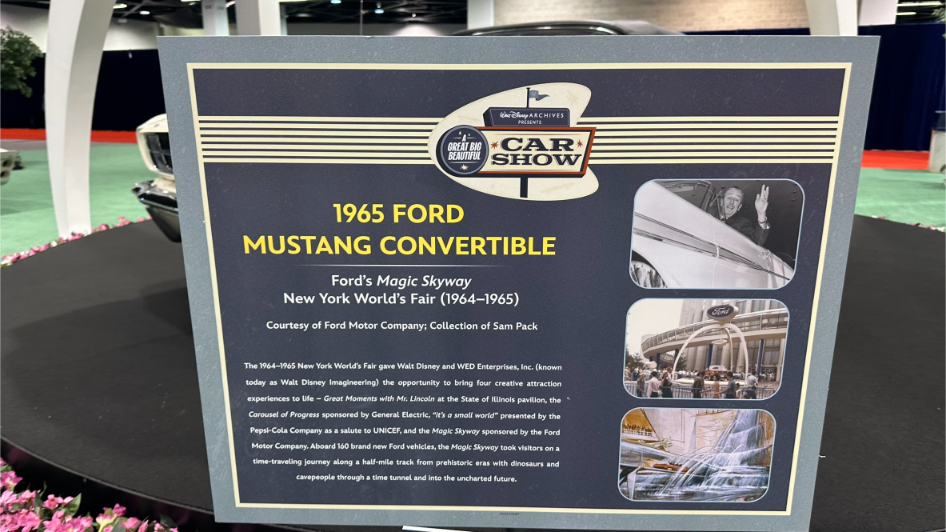 Walt Disney ARCHIVES
PRESENTS
A
GREAT BIG
BEAUTIFUL
CAR
SHOW
1965 FORD
MUSTANG CONVERTIBLE
Ford's Magic Skyway
New York World's Fair (1964–1965)
Courtesy of Ford Motor Company; Collection of Sam Pack
The 1964–1965 New York World's Fair gave Walt Disney and WED Enterprises, Inc. (known
today as Walt Disney Imagineering) the opportunity to bring four creative attraction
experiences to life – Great Moments with Mr. Lincoln at the State of Illinois pavilion, the
Carousel of Progress sponsored by General Electric, "it's a small world" presented by the
Pepsi-Cola Company as a salute to UNICEF, and the Magic Skyway sponsored by the Ford
Motor Company. Aboard 160 brand new Ford vehicles, the Magic Skyway took visitors on a
time-traveling journey along a half-mile track from prehistoric eras with dinosaurs and
cavepeople through a time tunnel and into the uncharted future.
Ford